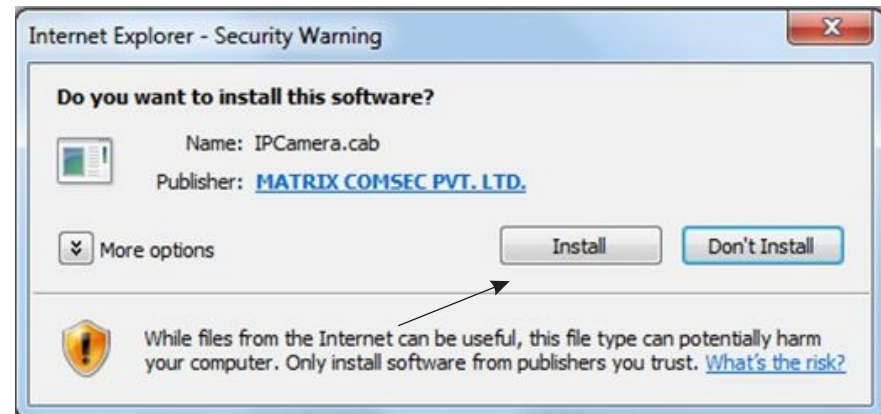 Internet Explorer - Security Warning
Do you want to install this software?
Name: IPCamera.cab
Publisher: MATRIX COMSEC PVT. LTD.
More options
Install
Don't Install
While files from the Internet can be useful, this file type can potentially harm
your computer. Only install software from publishers you trust. What's the risk?